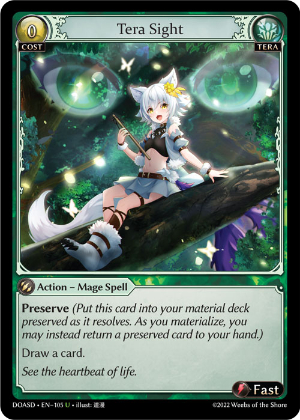 Tera Sight
0
COST
TERA
Action – Mage Spell
Preserve (Put this card into your material deck
preserved as it resolves. As you materialize, you
may instead return a preserved card to your hand.)
Draw a card.
See the heartbeat of life.
Fast
DOASD • EN-105 U • illust:
©2022 Weebs of the Shore